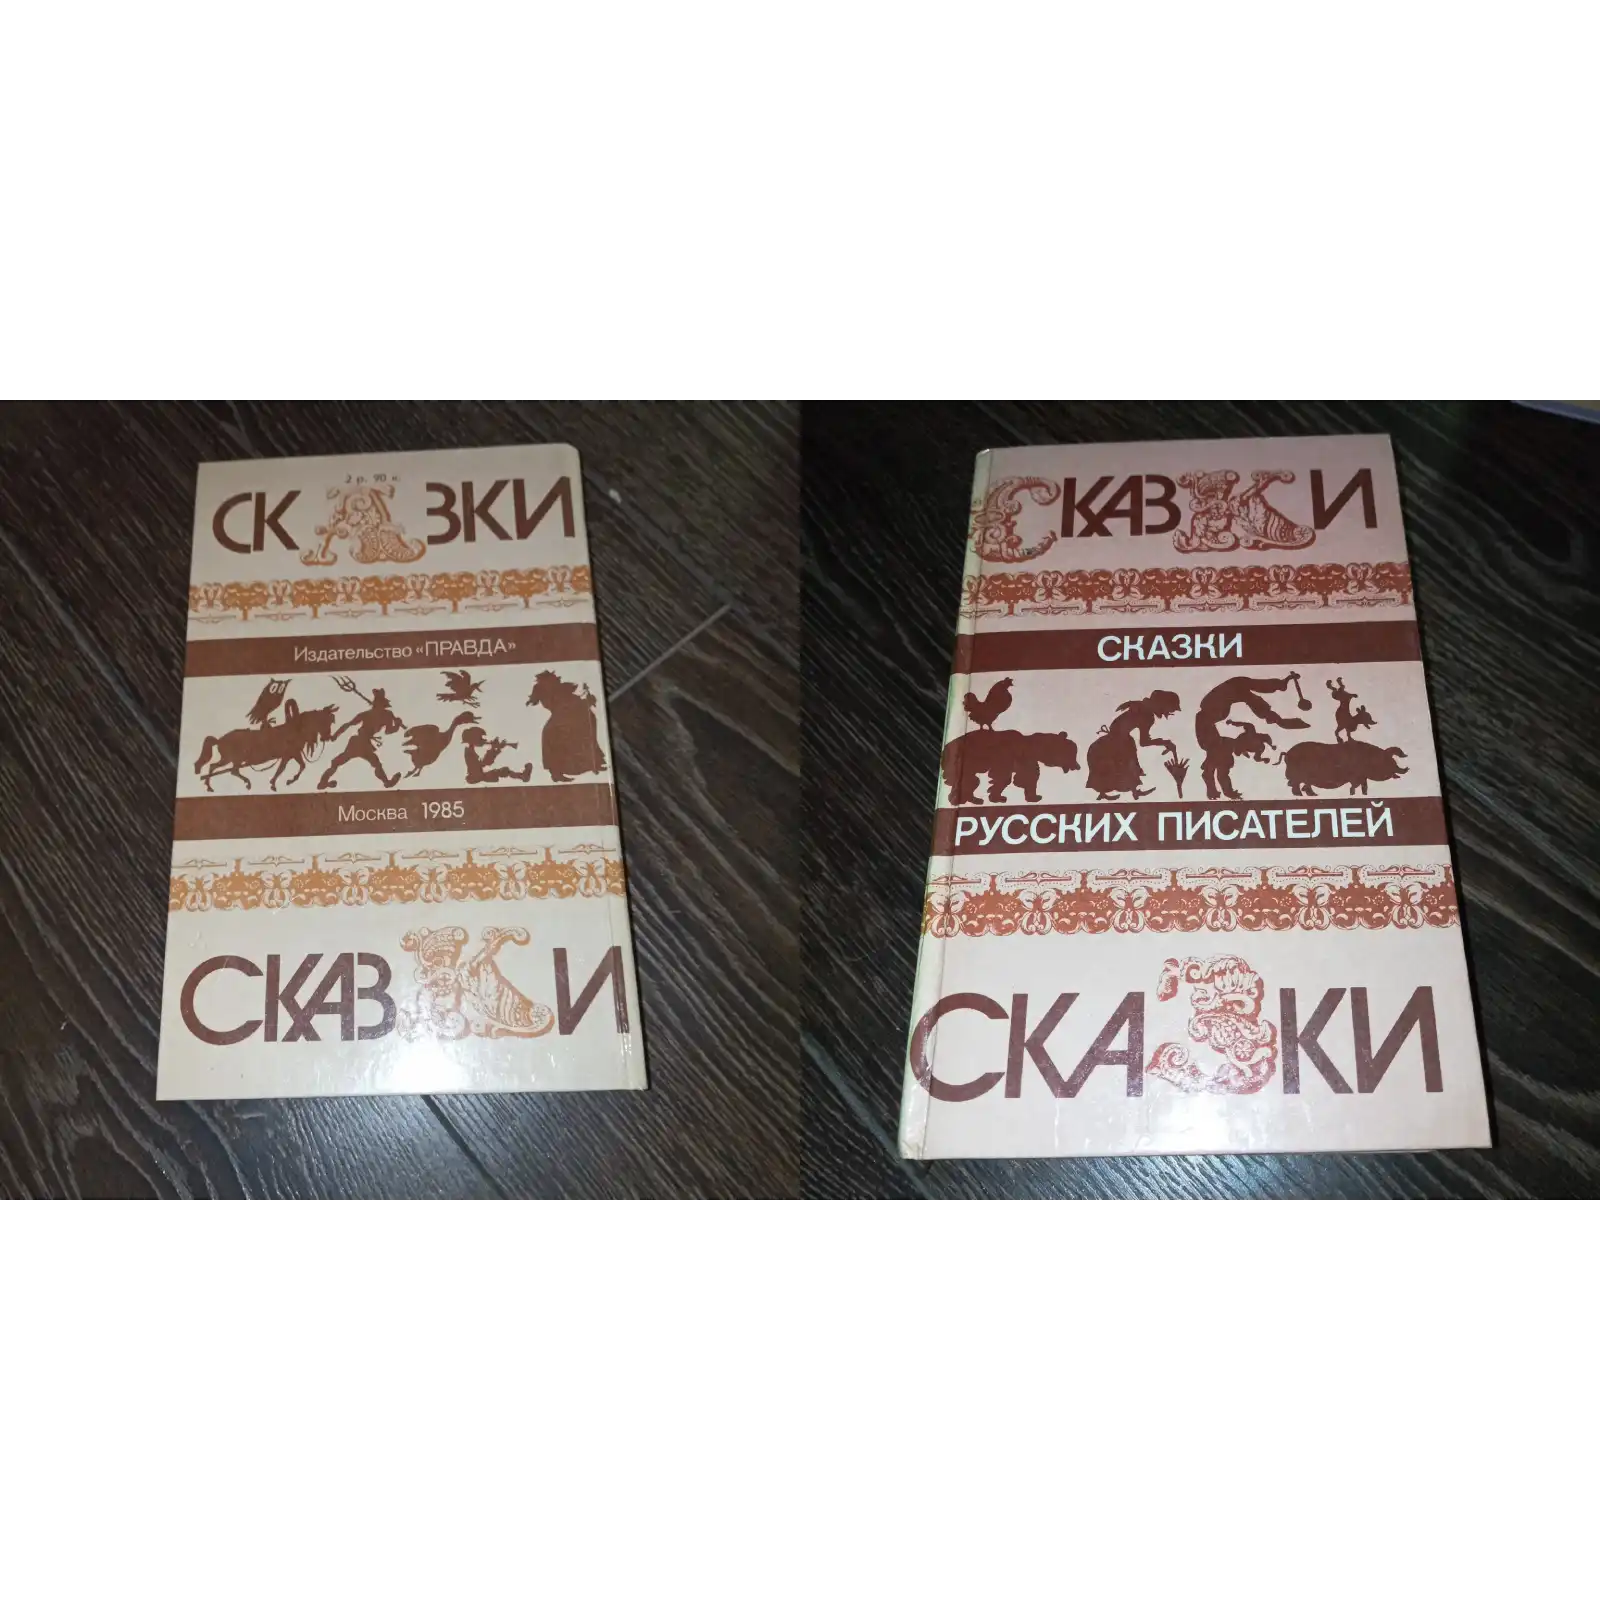 2 р. 90 к.
СКАЗКИ
Издательство «ПРАВДА»
Москва 1985
СКАЗКИ
СКАЗКИ
СКАЗКИ
РУССКИХ ПИСАТЕЛЕЙ
СКАЗКИ